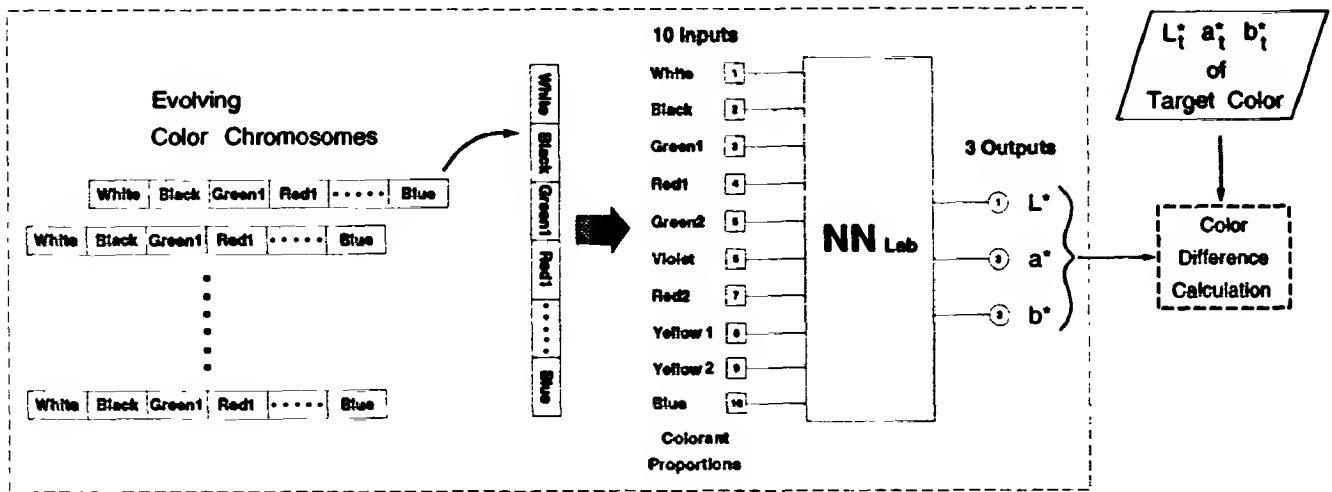 Evolving
Color Chromosomes
White Black Green1 Red1 ····· Blue
White Black Green1 Red1 ····· Blue
White Black Green1 Red1 ····· Blue
White Black Green1 Red1 ····· Blue
10 Inputs
White 1
Black 2
Green1 3
Red1 4
Green2 5
Violet 6
Red2 7
Yellow 1 8
Yellow 2 9
Blue 10
Colorant
Proportions
NN Lab
3 Outputs
1 L*
2 a*
3 b*
L*t a*t b*t
of
Target Color
Color
Difference
Calculation